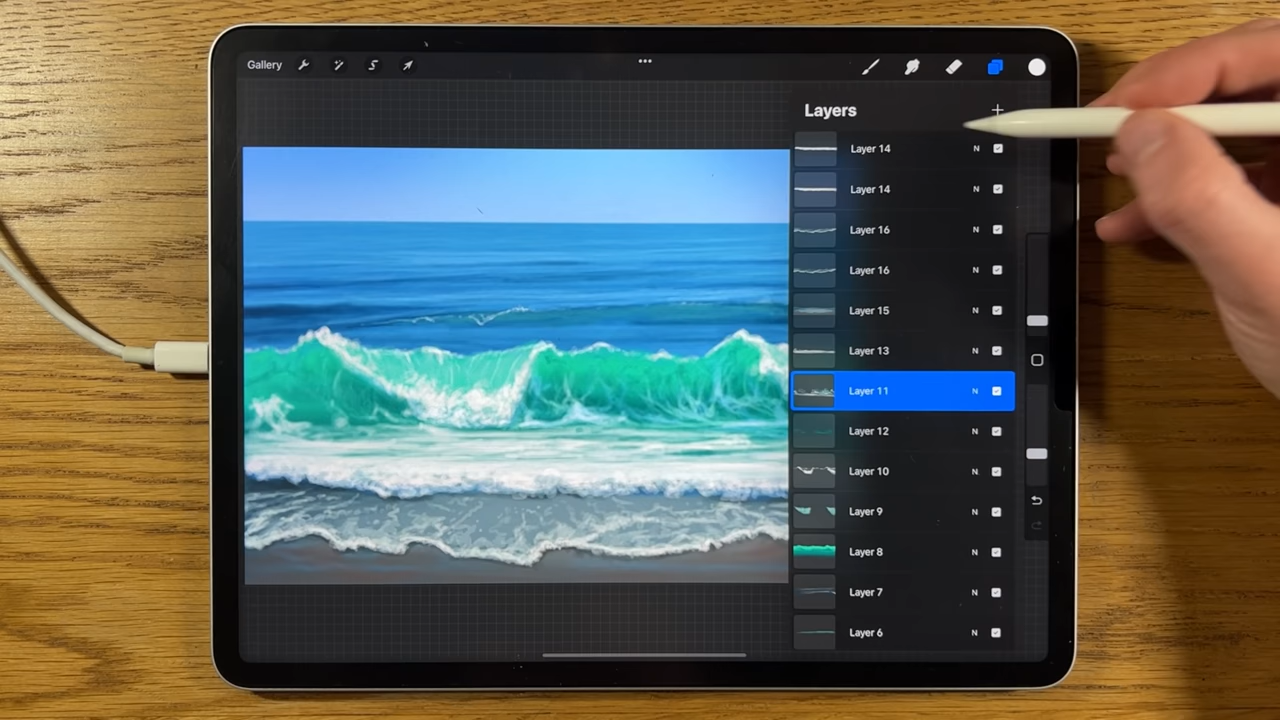 Gallery
Layers
Layer 14 N
Layer 14 N
Layer 16 N
Layer 16 N
Layer 15 N
Layer 13 N
Layer 11 N
Layer 12 N
Layer 10 N
Layer 9 N
Layer 8 N
Layer 7 N
Layer 6 N